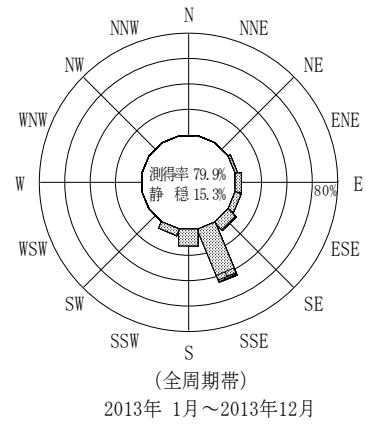 N
NNW NNE
NW NE
WNW ENE
測得率 79.9%
W 80% E
静 穏 15.3%
WSW ESE
SW SE
SSW SSE
S
(全周期帯)
2013年 1月～2013年12月